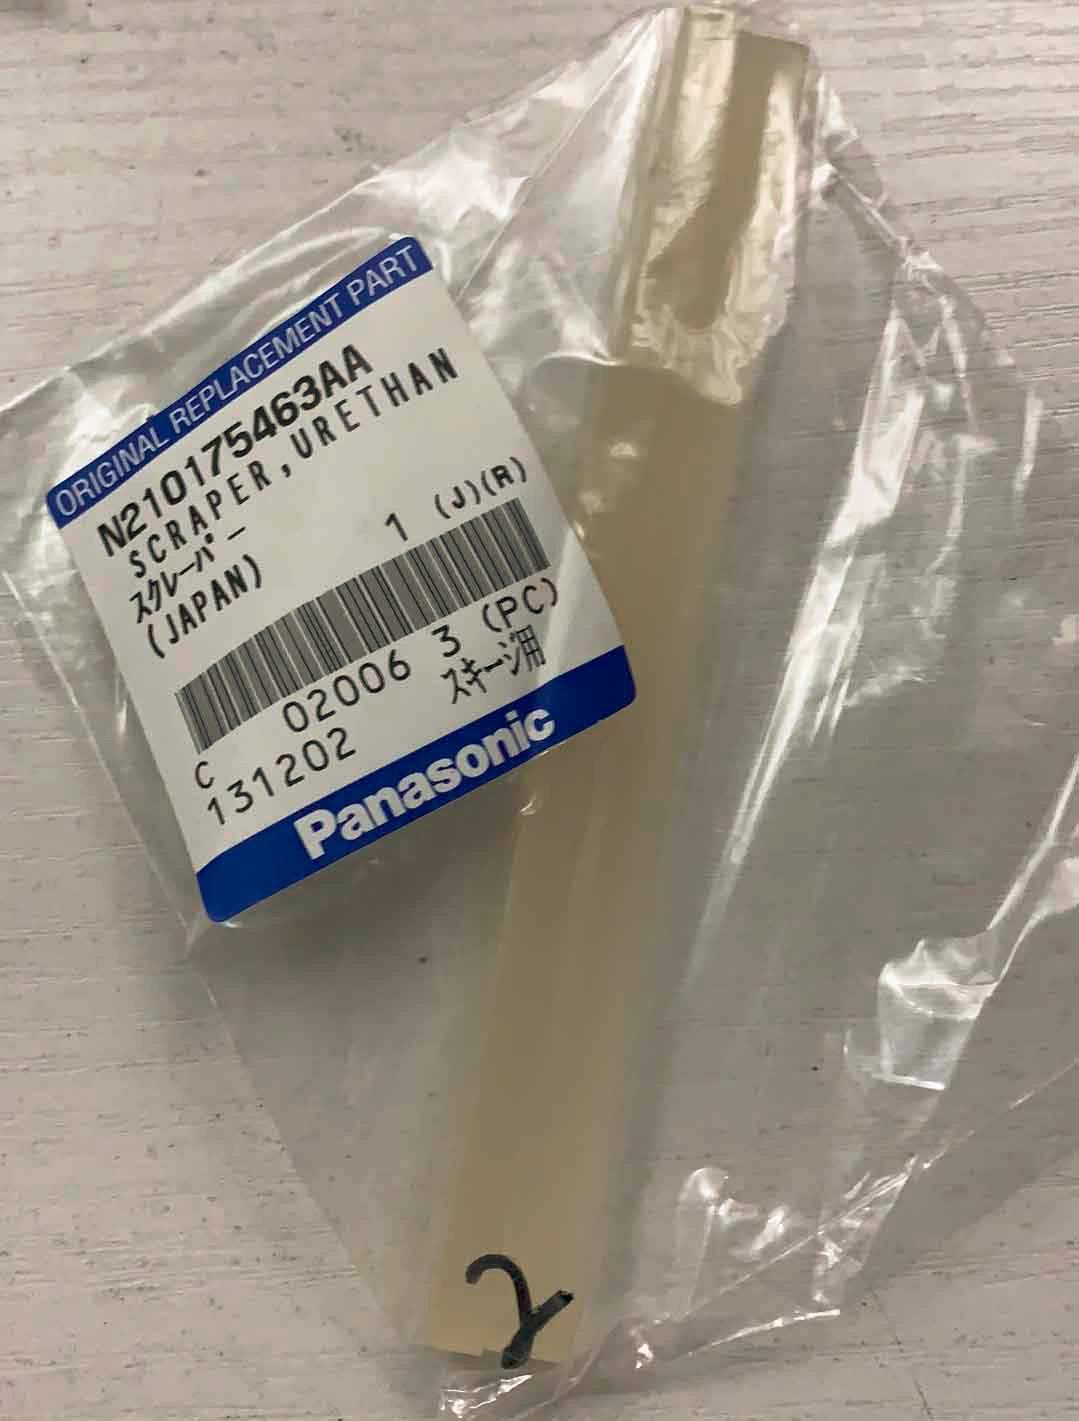 ORIGINAL REPLACEMENT PART
N210175463AA
SCRAPER,URETHAN
スクレーパー
(JAPAN) 1 (J)(R)
02006 3 (PC)
C スキージ用
131202
Panasonic
2